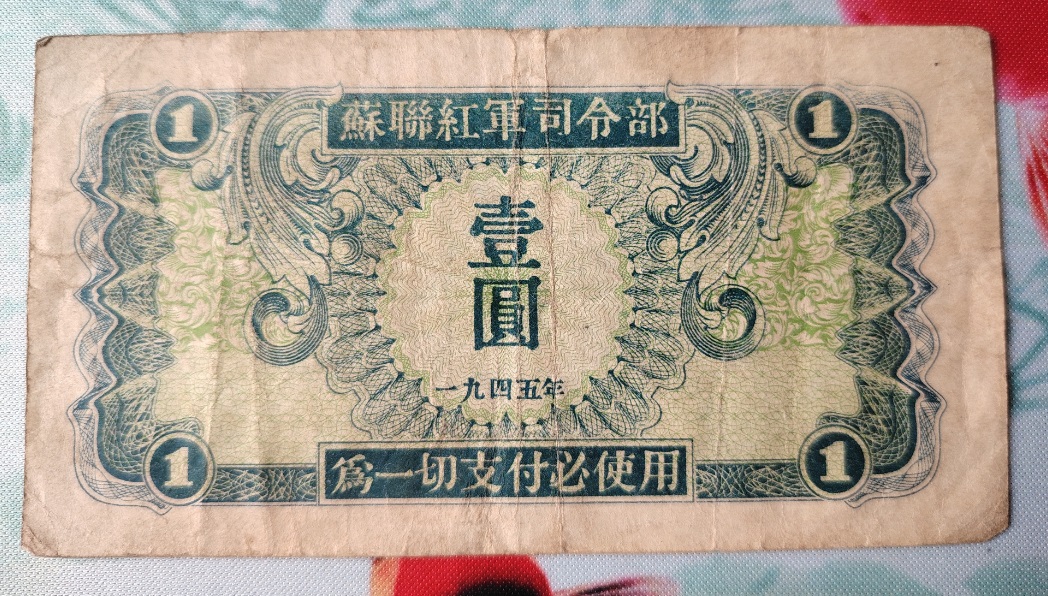 1 蘇聯紅軍司令部 1
壹
圓
一九四五年
1 爲一切支付必使用 1